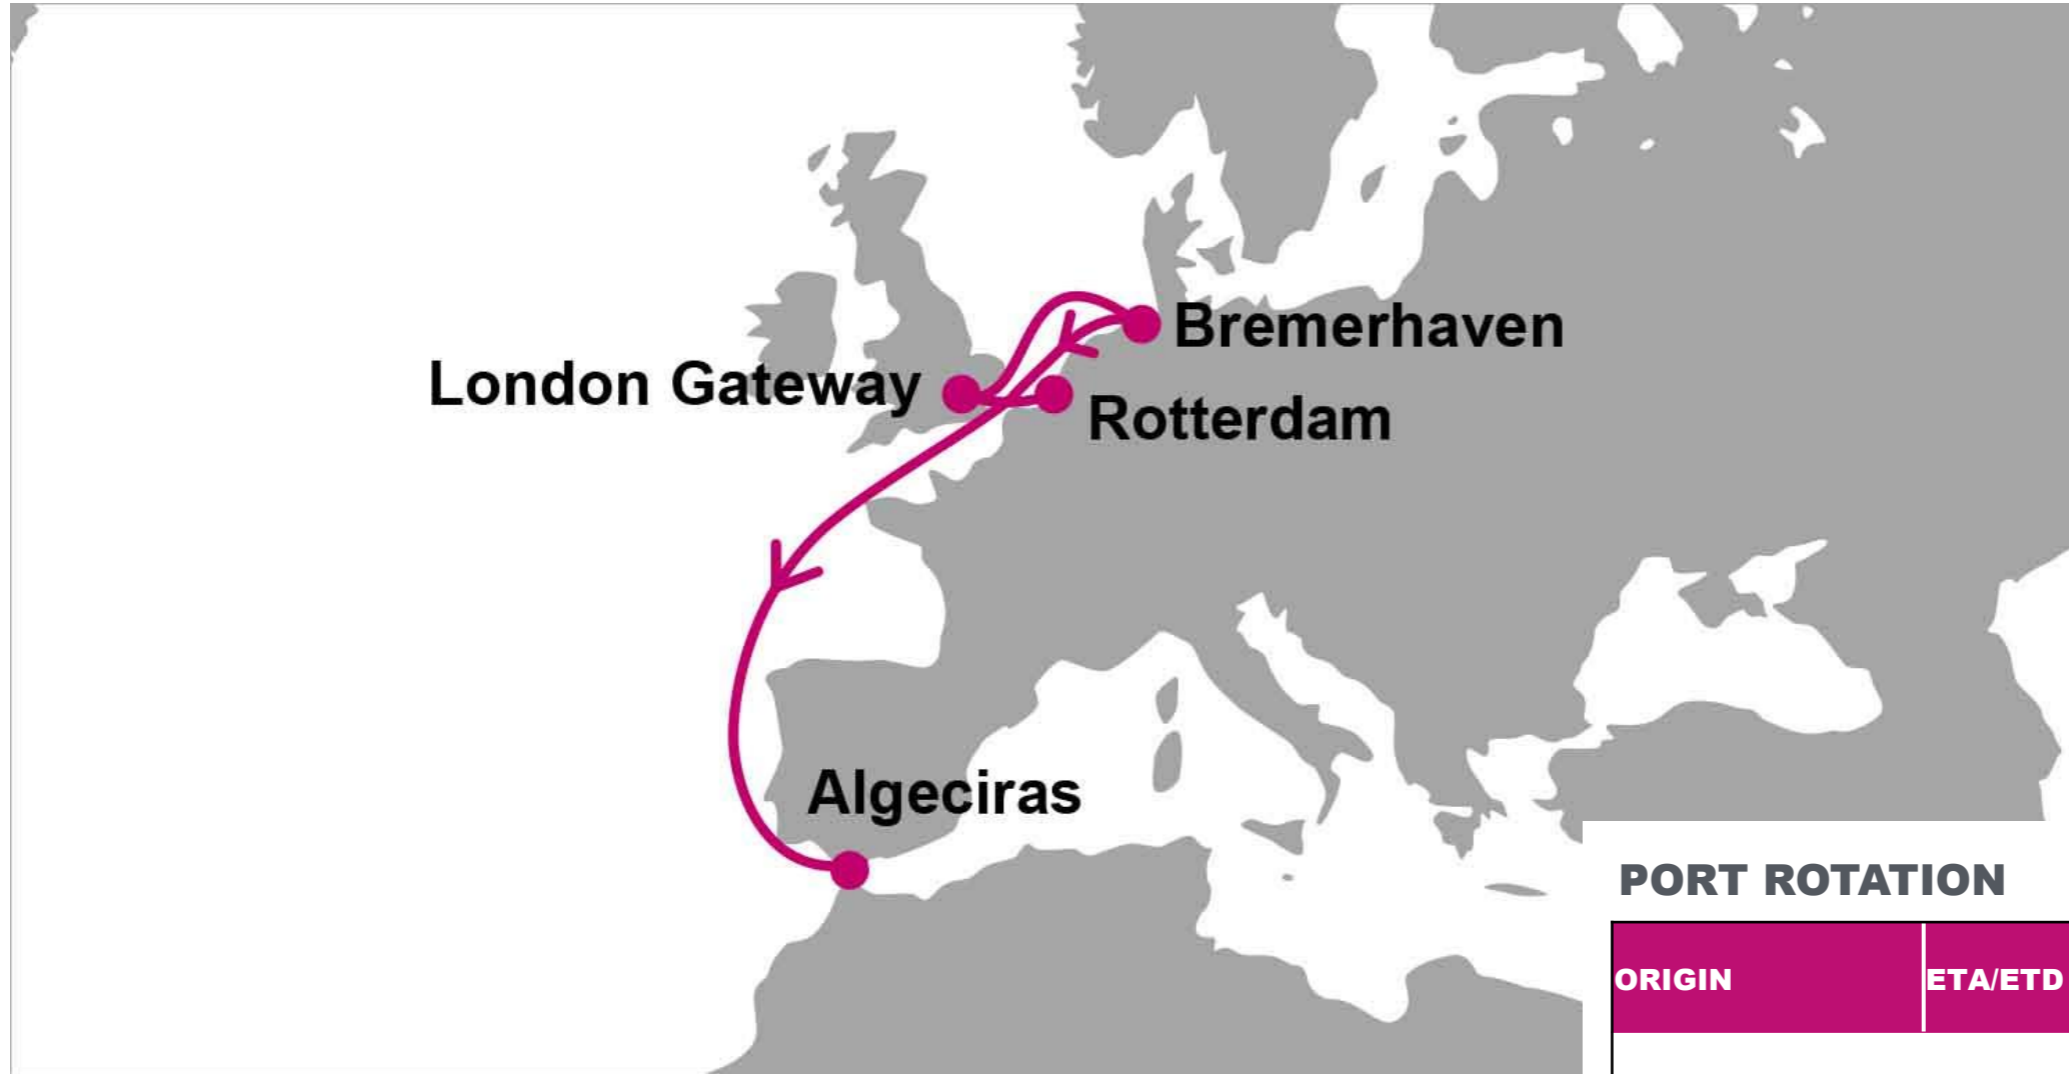 Bremerhaven
London Gateway
Rotterdam
Algeciras
PORT ROTATION
ORIGIN
ETA/ETD